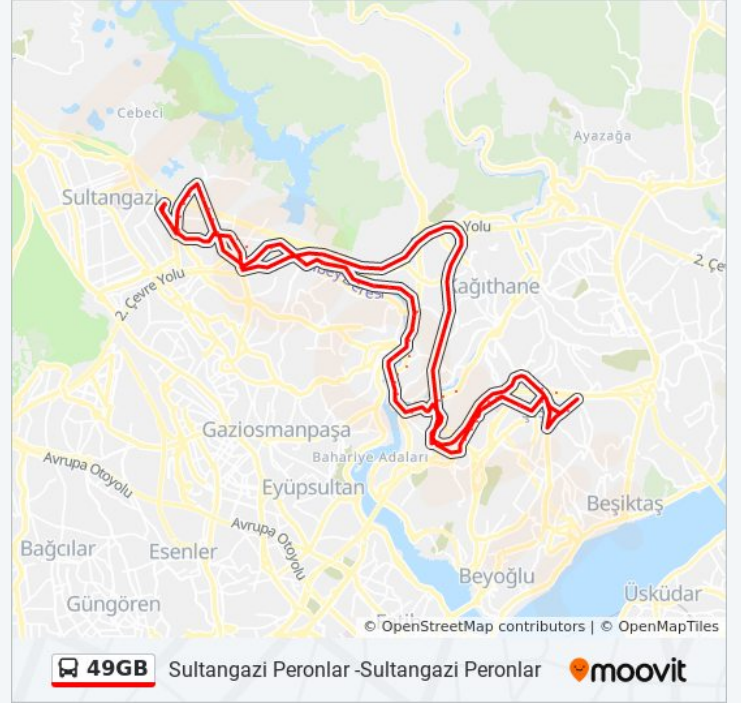 Cebeci
Ayazağa
Sultangazi
Yolu
2. Çe
2. Çevre Yolu
Kağıthane
Gaziosmanpaşa
Bahariye Adaları
Avrupa Otoyolu
Eyüpsultan
Beşiktaş
Avrupa Otoyolu
Bağcılar
Esenler
Beyoğlu
Üsküdar
Güngören
© OpenStreetMap contributors | © OpenMapTiles
49GB Sultangazi Peronlar -Sultangazi Peronlar moovit